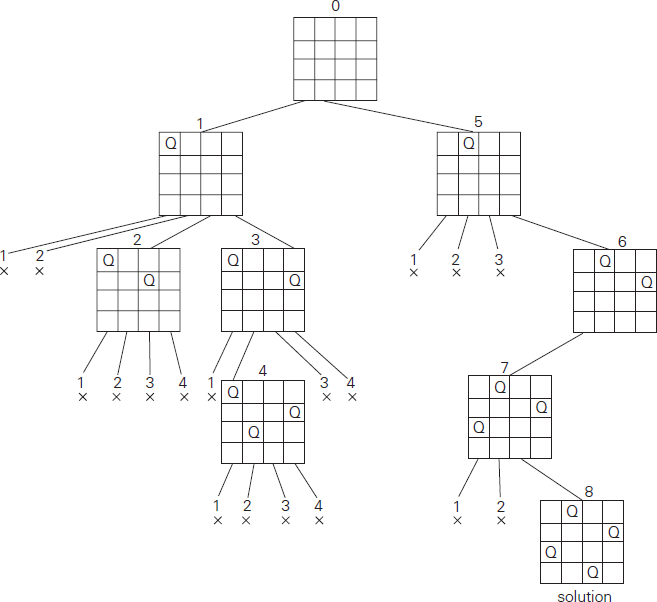 0
1
5
Q
Q
2
3
6
1
2
1
2
3
Q
Q
Q
Q
Q
Q
× ×
× × ×
7
4
1
2
3
4
1
3
4
× × × × × × ×
Q
Q
Q
Q
Q
Q
8
1
2
3
4
1
2
× × × ×
× ×
Q
Q
Q
Q
solution